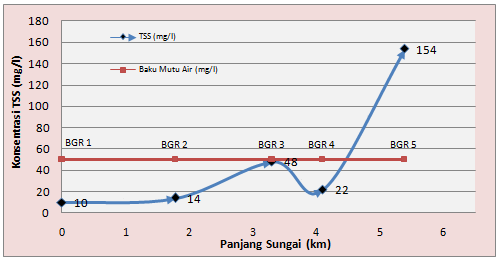 180
160
140
120
100
80
60
40
20
0
Konsentrasi TSS (mg/l)
TSS (mg/l)
Baku Mutu Air (mg/l)
154
BGR 1
BGR 2
BGR 3
BGR 4
BGR 5
10
14
48
22
0 1 2 3 4 5 6
Panjang Sungai (km)